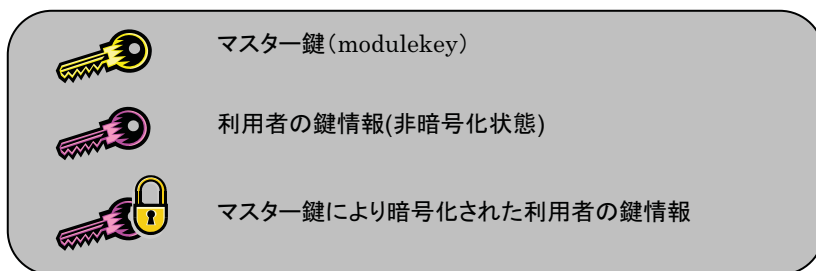 マスター鍵（modulekey）
利用者の鍵情報(非暗号化状態)
マスター鍵により暗号化された利用者の鍵情報